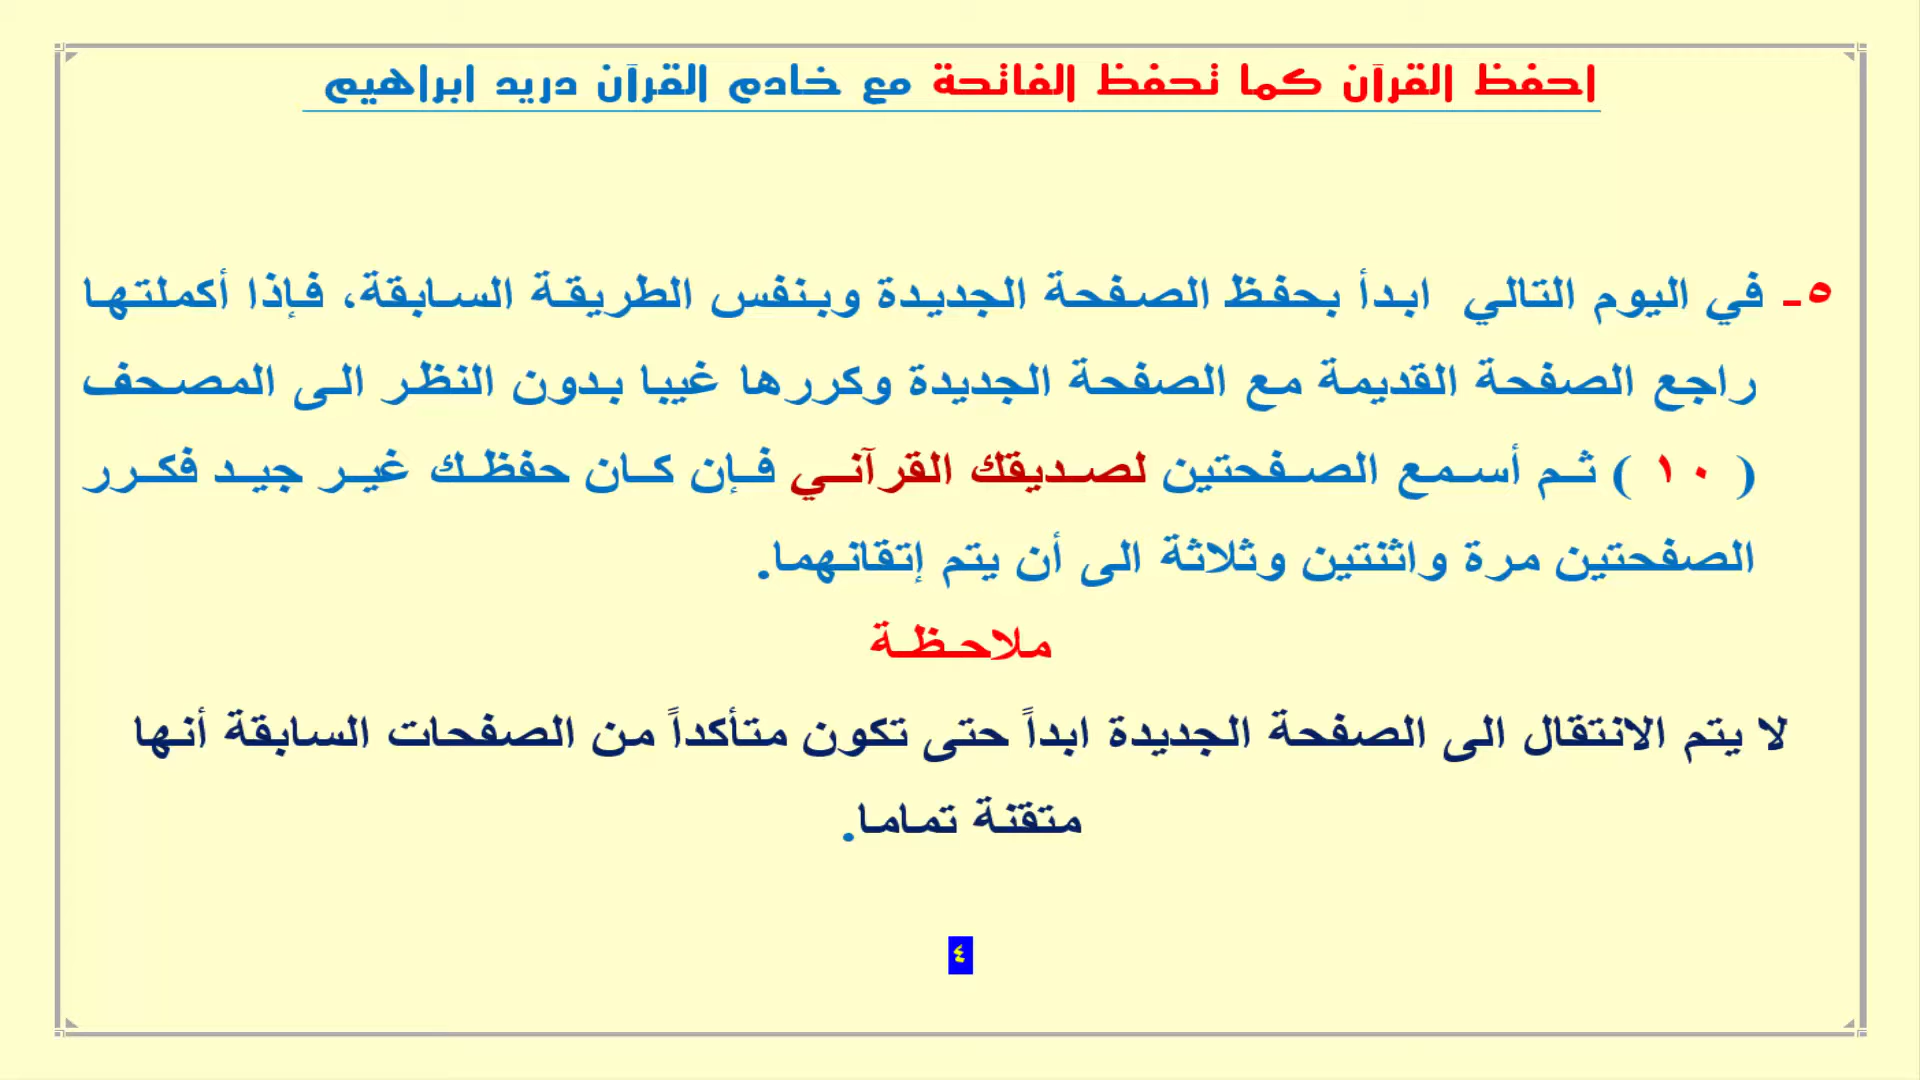 احفظ القرآن كما تحفظ الفاتحة مع خادم القرآن دريد ابراهيم
٥- في اليوم التالي ابدأ بحفظ الصفحة الجديدة وبنفس الطريقة السابقة، فإذا أكملتها
راجع الصفحة القديمة مع الصفحة الجديدة وكررها غيبا بدون النظر الى المصحف
( ١٠ ) ثم أسمع الصفحتين لصديقك القرآني فإن كان حفظك غير جيد فكرر
الصفحتين مرة واثنتين وثلاثة الى أن يتم إتقانهما.
ملاحظة
لا يتم الانتقال الى الصفحة الجديدة ابداً حتى تكون متأكداً من الصفحات السابقة أنها
متقنة تماما.
٤